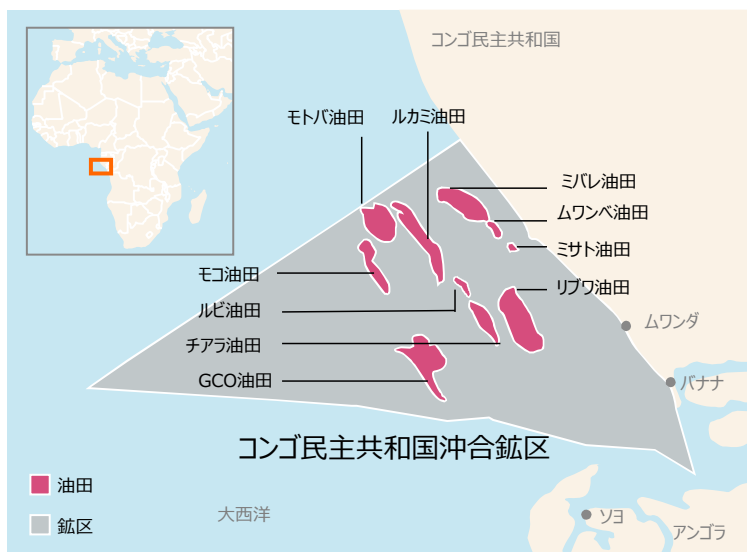 コンゴ民主共和国
モトバ油田
ルカミ油田
ミバレ油田
ムワンベ油田
ミサト油田
モコ油田
リブワ油田
ルビ油田
ムワンダ
チアラ油田
GCO油田
バナナ
コンゴ民主共和国沖合鉱区
油田
鉱区
大西洋
ソヨ
アンゴラ